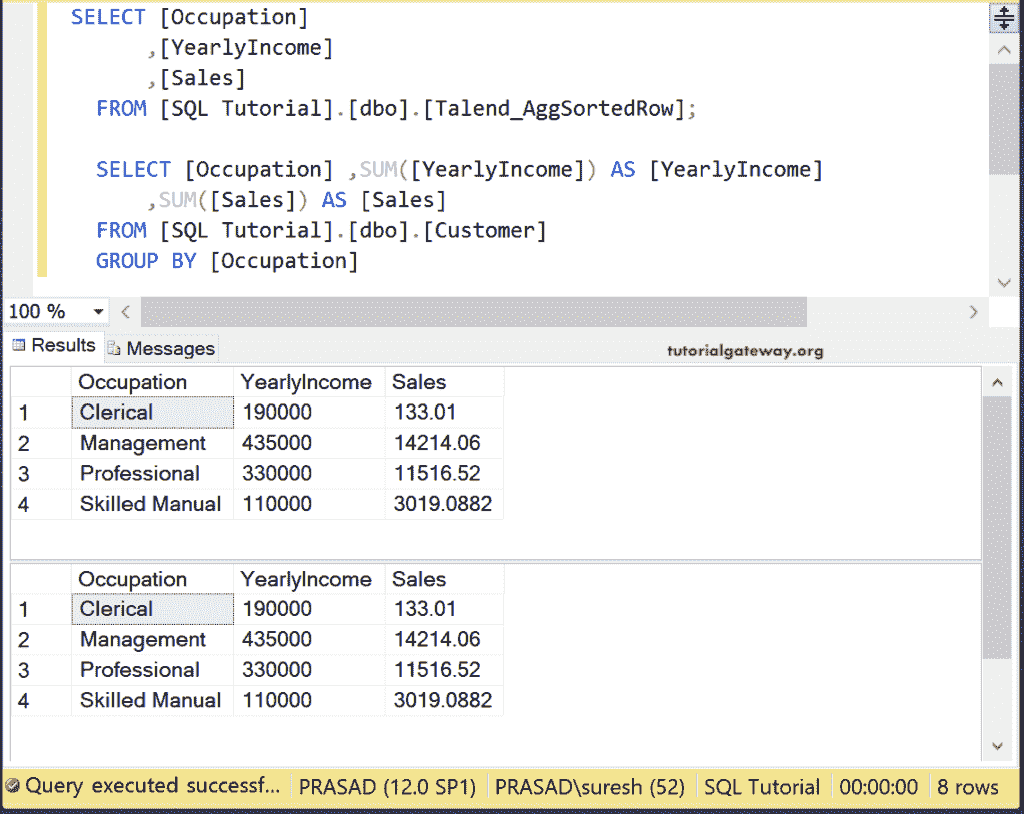 SELECT [Occupation]
,[YearlyIncome]
,[Sales]
FROM [SQL Tutorial].[dbo].[Talend_AggSortedRow];
SELECT [Occupation] ,SUM([YearlyIncome]) AS [YearlyIncome]
,SUM([Sales]) AS [Sales]
FROM [SQL Tutorial].[dbo].[Customer]
GROUP BY [Occupation]
100 %
Results Messages
tutorialgateway.org
Occupation YearlyIncome Sales
1 Clerical 190000 133.01
2 Management 435000 14214.06
3 Professional 330000 11516.52
4 Skilled Manual 110000 3019.0882
Occupation YearlyIncome Sales
1 Clerical 190000 133.01
2 Management 435000 14214.06
3 Professional 330000 11516.52
4 Skilled Manual 110000 3019.0882
Query executed successf... PRASAD (12.0 SP1) PRASAD\suresh (52) SQL Tutorial 00:00:00 8 rows